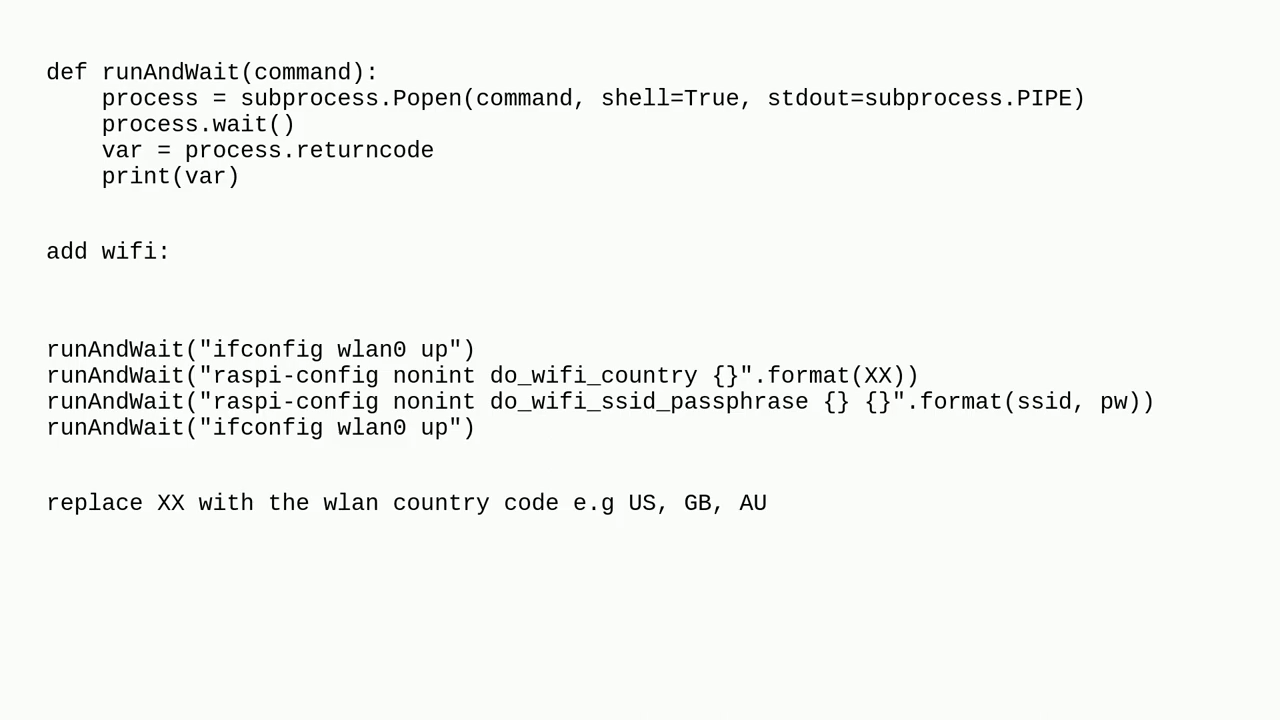 def runAndWait(command):
    process = subprocess.Popen(command, shell=True, stdout=subprocess.PIPE)
    process.wait()
    var = process.returncode
    print(var)
add wifi:
runAndWait("ifconfig wlan0 up")
runAndWait("raspi-config nonint do_wifi_country {}".format(XX))
runAndWait("raspi-config nonint do_wifi_ssid_passphrase {} {}".format(ssid, pw))
runAndWait("ifconfig wlan0 up")
replace XX with the wlan country code e.g US, GB, AU